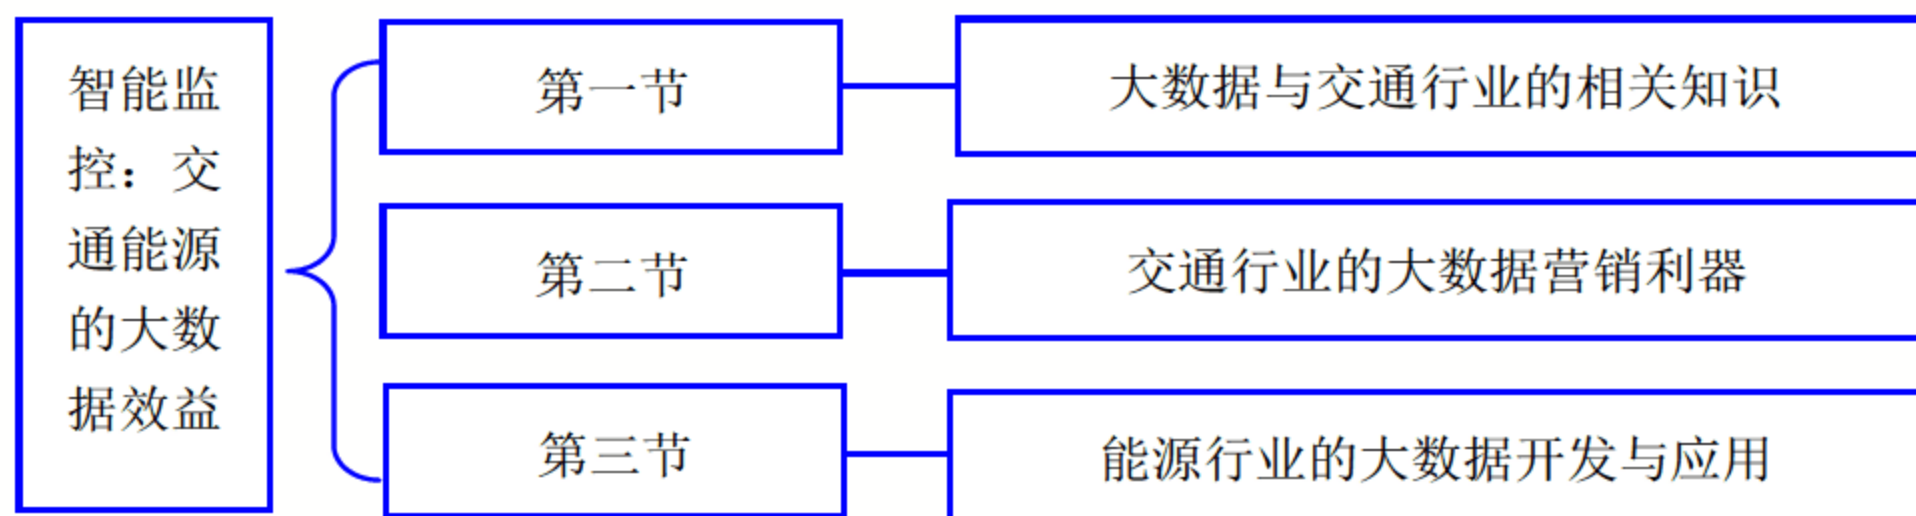 智能监
控：交
通能源
的大数
据效益
第一节
大数据与交通行业的相关知识
第二节
交通行业的大数据营销利器
第三节
能源行业的大数据开发与应用